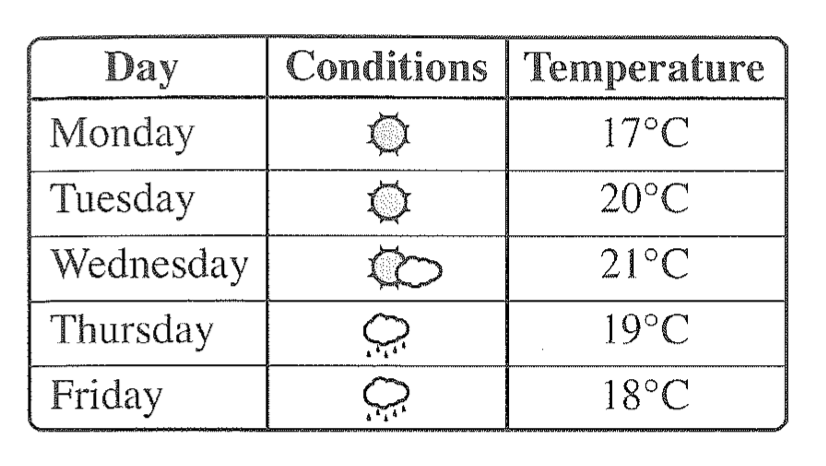 Day Conditions Temperature
Monday 17°C
Tuesday 20°C
Wednesday 21°C
Thursday 19°C
Friday 18°C